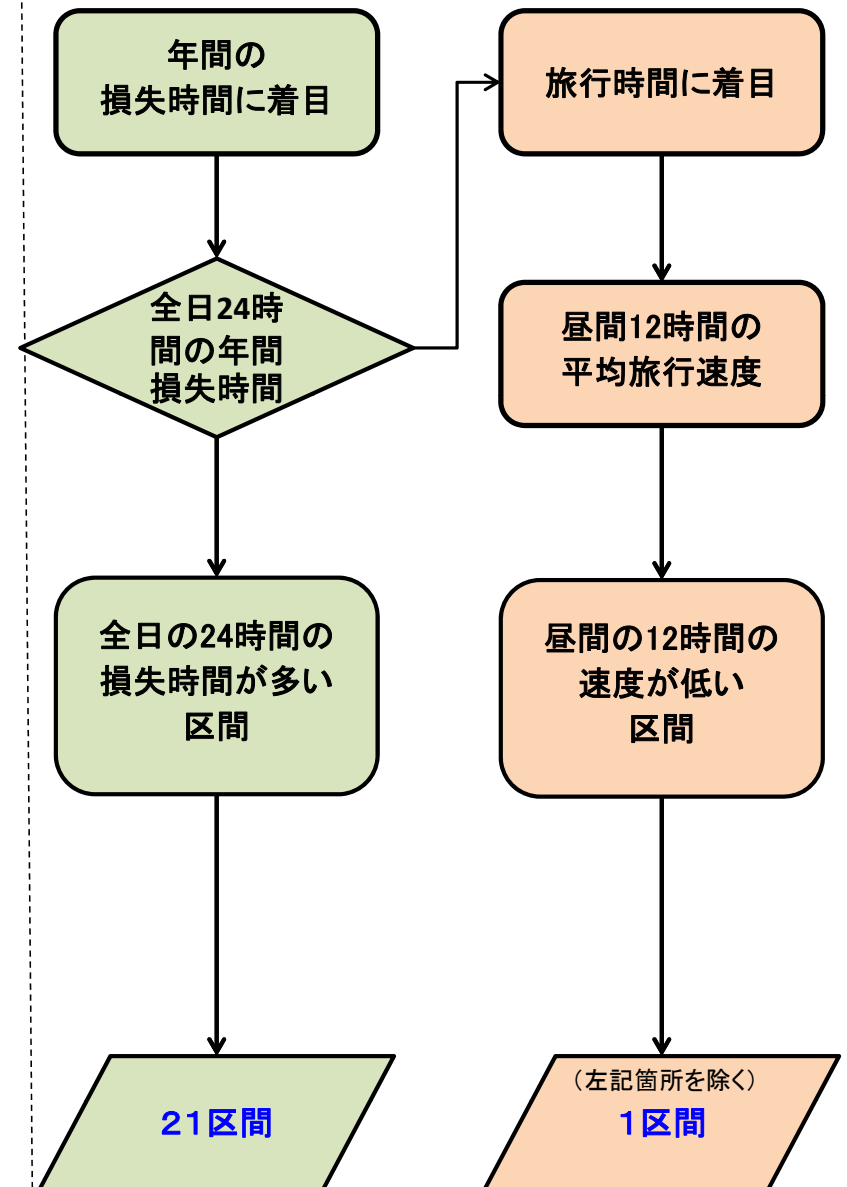 年間の
損失時間に着目
全日24時
間の年間
損失時間
全日の24時間の
損失時間が多い
区間
21区間
旅行時間に着目
昼間12時間の
平均旅行速度
昼間の12時間の
速度が低い
区間
(左記箇所を除く)
1区間